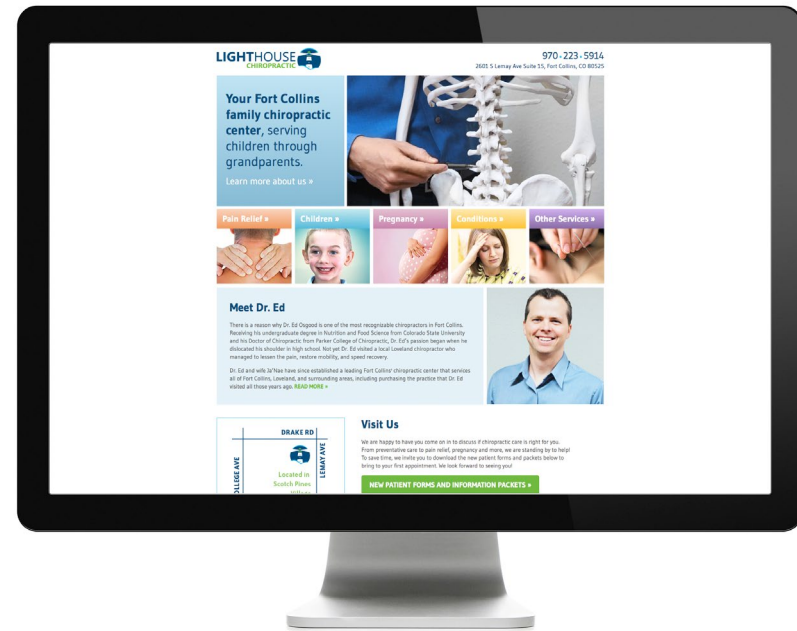 LIGHTHOUSE
CHIROPRACTIC
970 • 223 • 5914
2601 S Lemay Ave Suite 15, Fort Collins, CO 80525
Your Fort Collins
family chiropractic
center, serving
children through
grandparents.
Learn more about us »
Pain Relief »
Children »
Pregnancy »
Conditions »
Other Services »
Meet Dr. Ed
There is a reason why Dr. Ed Osgood is one of the most recognizable chiropractors in Fort Collins.
Receiving his undergraduate degree in Nutrition and Food Science from Colorado State University
and his Doctor of Chiropractic from Parker College of Chiropractic, Dr. Ed's passion began when he
dislocated his shoulder in high school. Not yet Dr. Ed visited a local Loveland chiropractor who
managed to lessen the pain, restore mobility, and speed recovery.
Dr. Ed and wife Ja'Nae have since established a leading Fort Collins' chiropractic center that services
all of Fort Collins, Loveland, and surrounding areas, including purchasing the practice that Dr. Ed
visited all those years ago. READ MORE »
DRAKE RD
LEMAY AVE
Located in
Scotch Pines
Visit Us
We are happy to have you come on in to discuss if chiropractic care is right for you.
From preventative care to pain relief, pregnancy and more, we are standing by to help!
To save time, we invite you to download the new patient forms and packets below to
bring to your first appointment. We look forward to seeing you!
NEW PATIENT FORMS AND INFORMATION PACKETS »